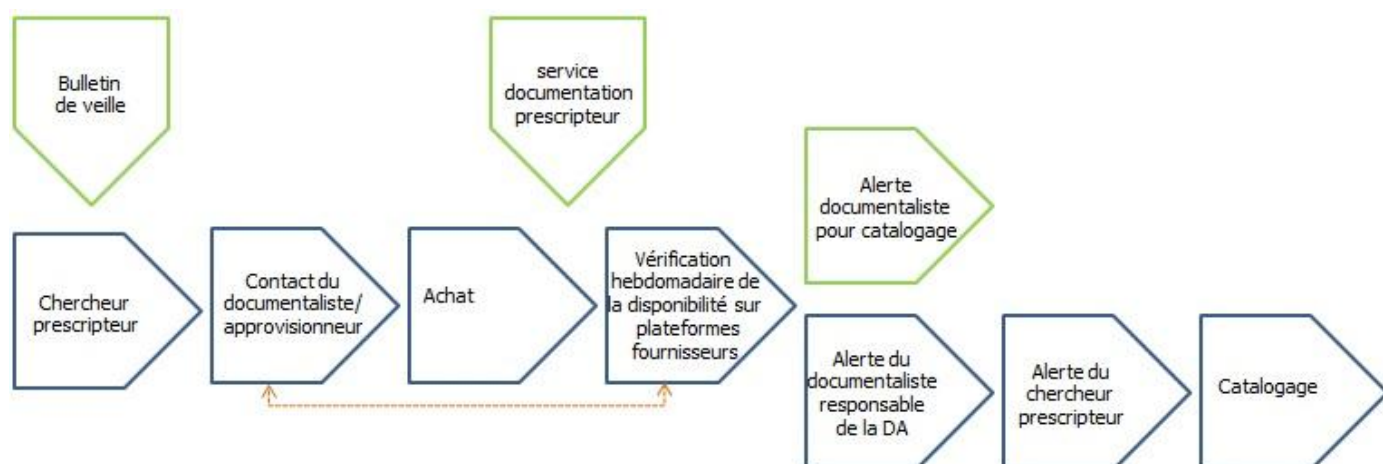 Bulletin
de veille
service
documentation
prescripteur
Alerte
documentaliste
pour catalogage
Chercheur
prescripteur
Contact du
documentaliste/
approvisionneur
Achat
Vérification
hebdomadaire de
la disponibilité sur
plateformes
fournisseurs
Alerte du
documentaliste
responsable
de la DA
Alerte du
chercheur
prescripteur
Catalogage